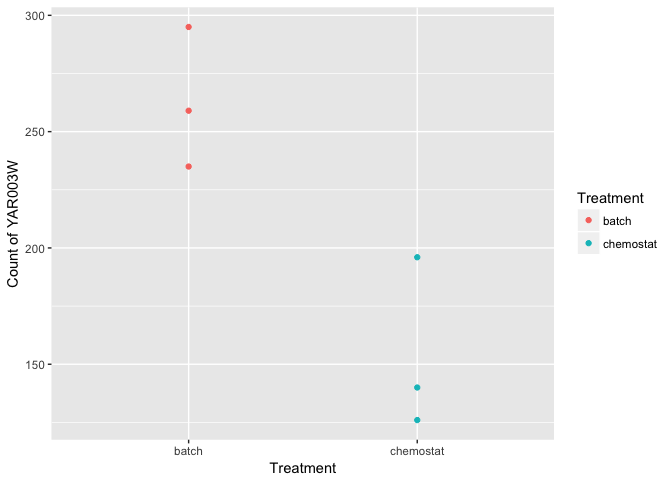 Count of YAR003W
300
250
200
150
batch
chemostat
Treatment
Treatment
batch
chemostat